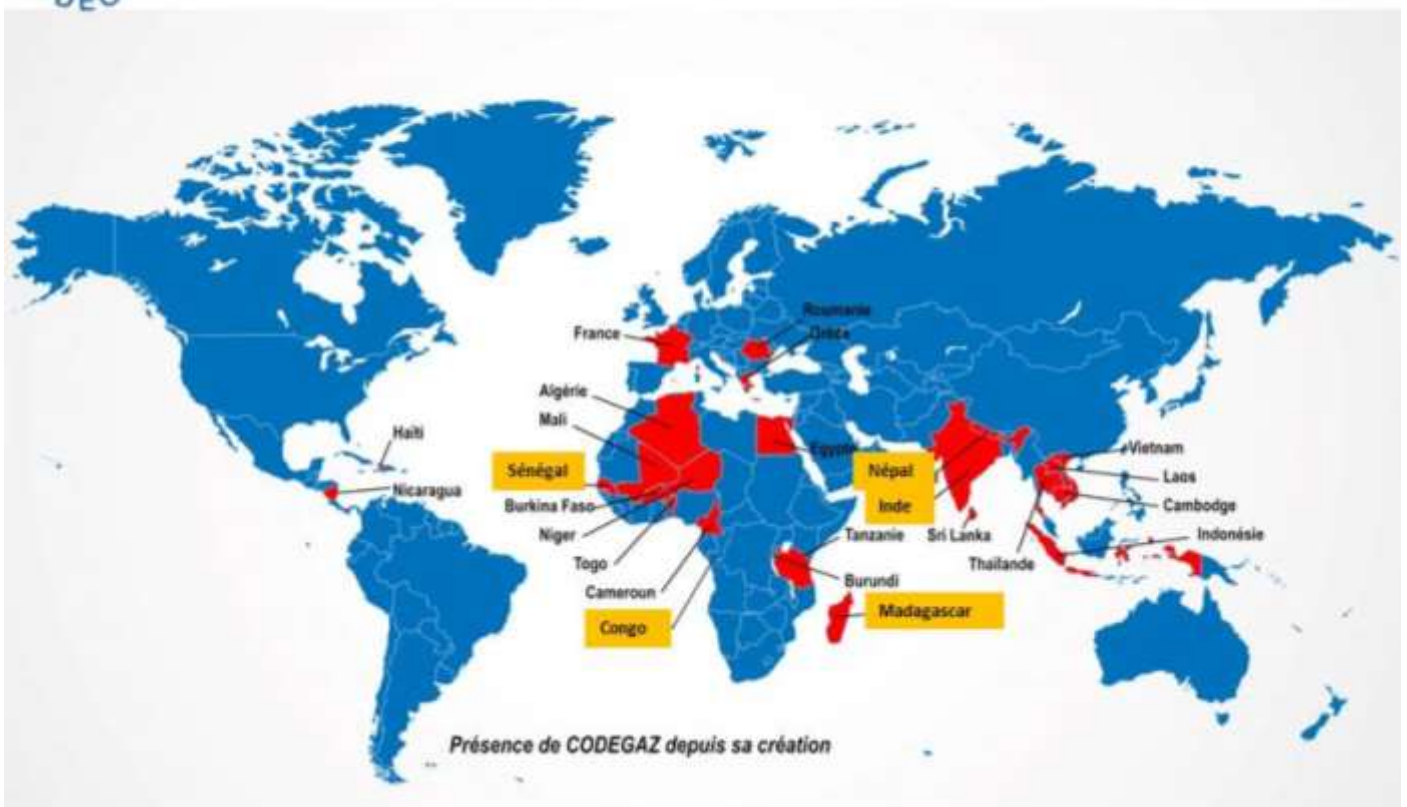 Roumanie
France
Grèce
Algérie
Mali
Haïti
Egypte
Vietnam
Sénégal
Népal
Laos
Nicaragua
Burkina Faso
Inde
Cambodge
Niger
Tanzanie
Sri Lanka
Indonésie
Togo
Thaïlande
Cameroun
Burundi
Congo
Madagascar
Présence de CODEGAZ depuis sa création